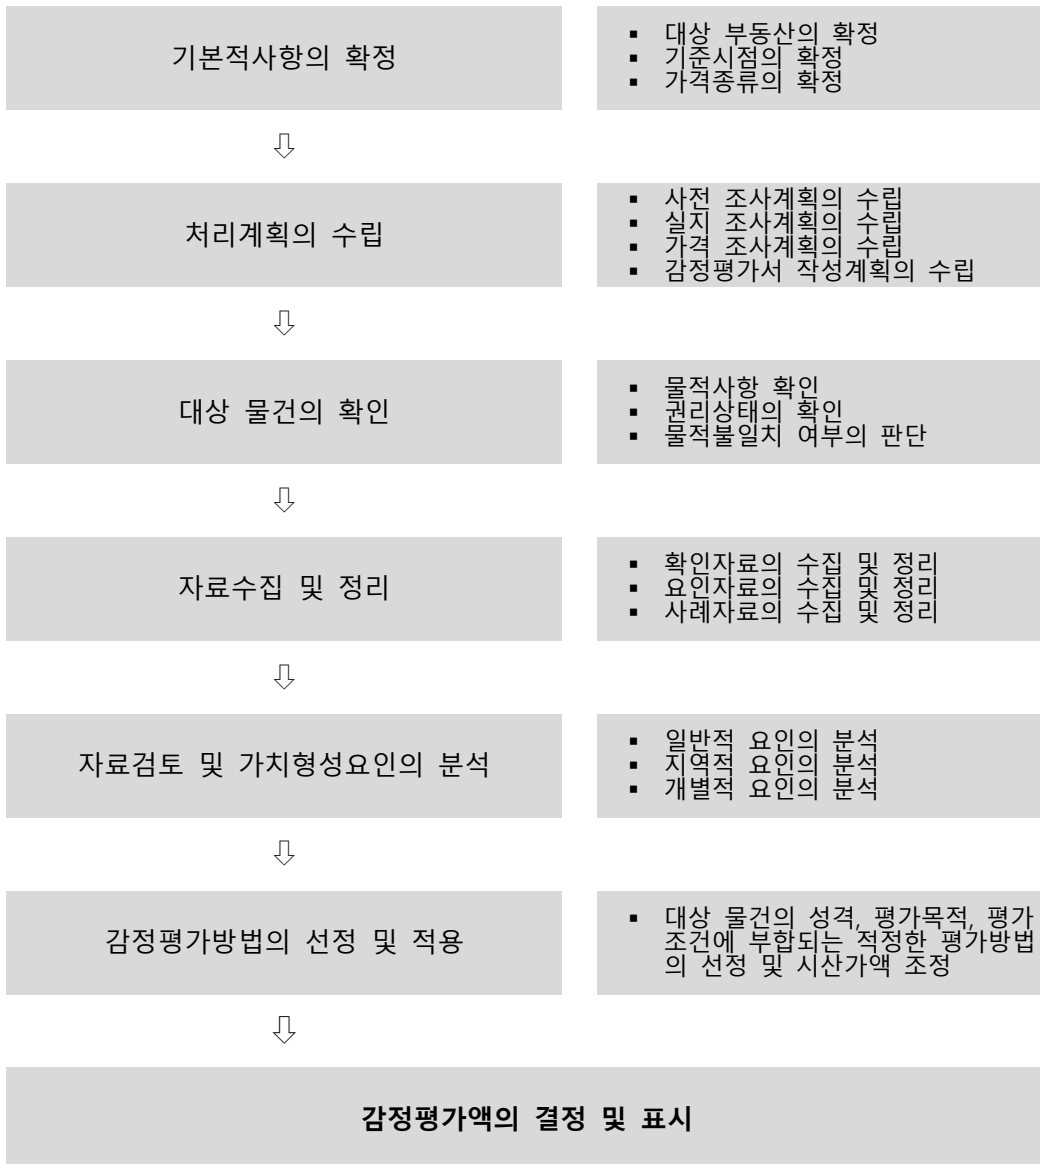 기본적사항의 확정
▪ 대상 부동산의 확정
▪ 기준시점의 확정
▪ 가격종류의 확정
⇩
처리계획의 수립
▪ 사전 조사계획의 수립
▪ 실지 조사계획의 수립
▪ 가격 조사계획의 수립
▪ 감정평가서 작성계획의 수립
⇩
대상 물건의 확인
▪ 물적사항 확인
▪ 권리상태의 확인
▪ 물적불일치 여부의 판단
⇩
자료수집 및 정리
▪ 확인자료의 수집 및 정리
▪ 요인자료의 수집 및 정리
▪ 사례자료의 수집 및 정리
⇩
자료검토 및 가치형성요인의 분석
▪ 일반적 요인의 분석
▪ 지역적 요인의 분석
▪ 개별적 요인의 분석
⇩
감정평가방법의 선정 및 적용
▪ 대상 물건의 성격, 평가목적, 평가
조건에 부합되는 적정한 평가방법
의 선정 및 시산가액 조정
⇩
감정평가액의 결정 및 표시